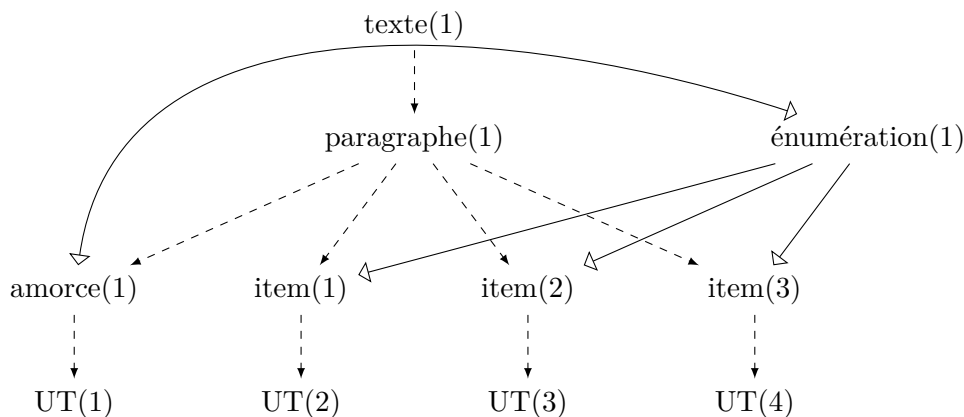 texte(1)
paragraphe(1) énumération(1)
amorce(1) item(1) item(2) item(3)
UT(1) UT(2) UT(3) UT(4)